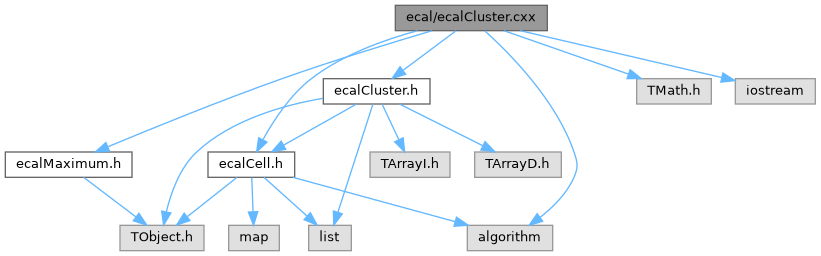 ecal/ecalCluster.cxx
ecalCluster.h
TMath.h
iostream
ecalMaximum.h
ecalCell.h
TArrayI.h
TArrayD.h
TObject.h
map
list
algorithm